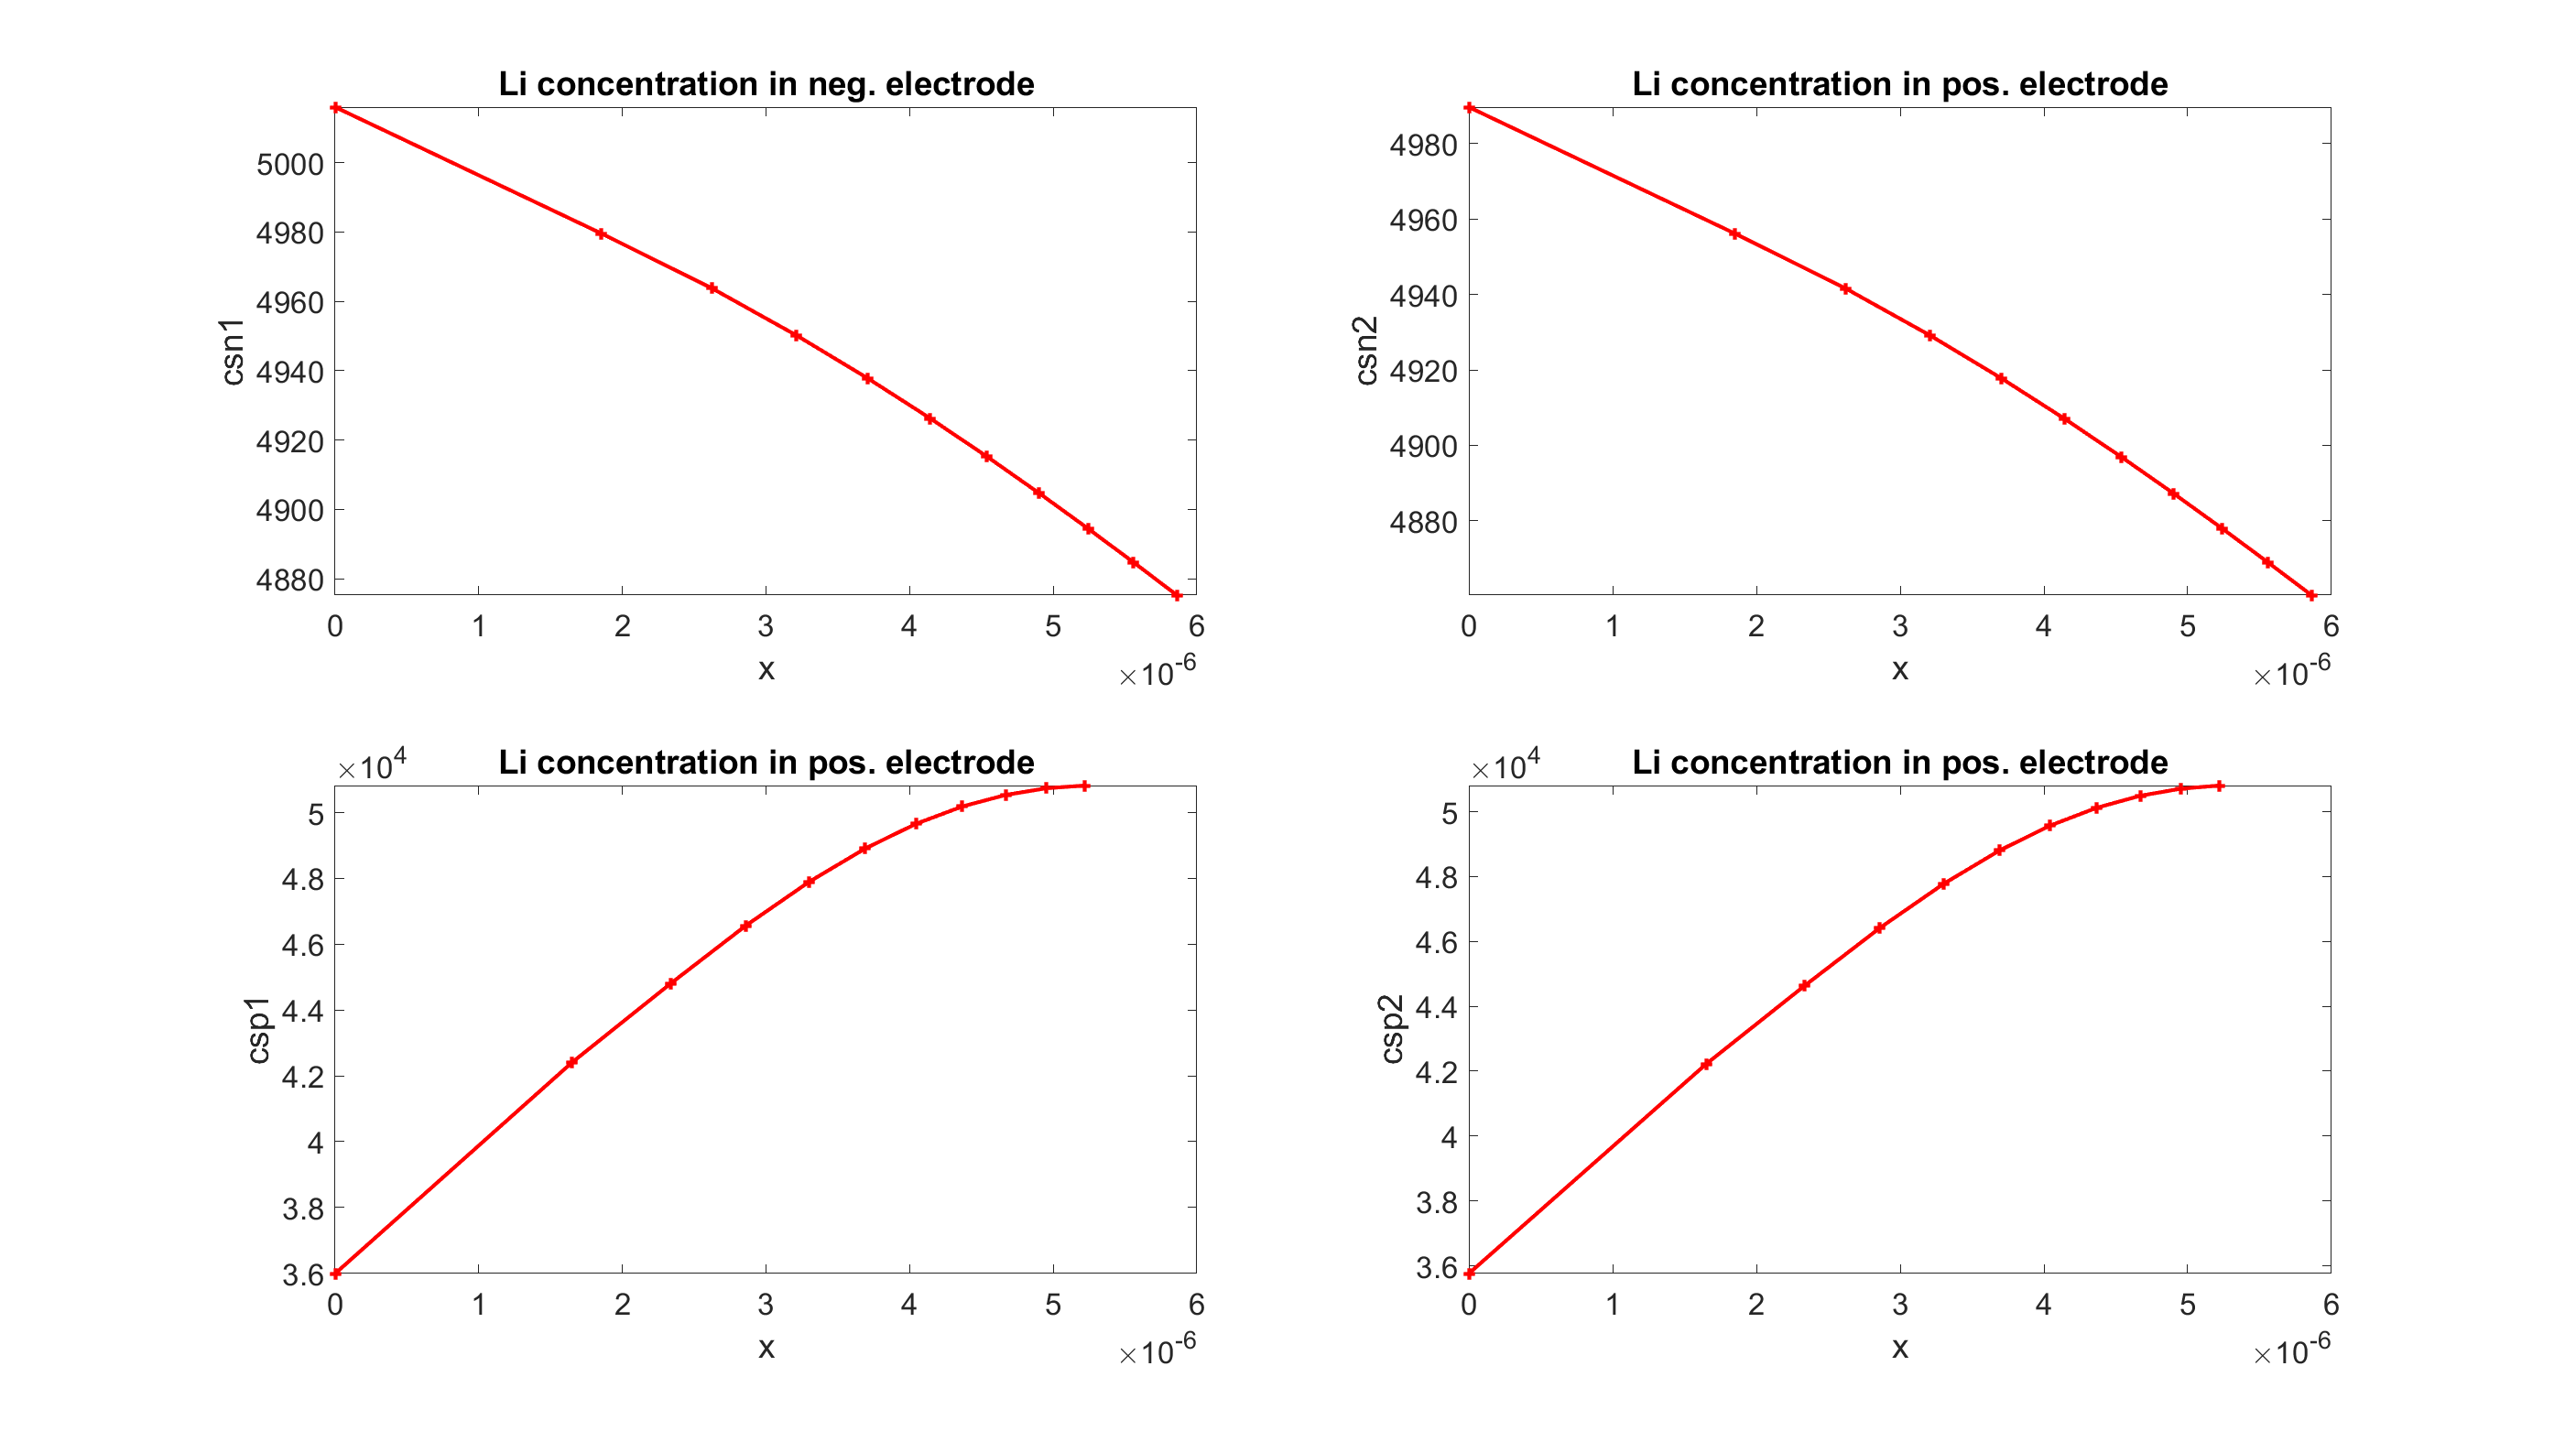 Li concentration in neg. electrode
5000
4980
4960
4940
4920
4900
4880
csn1
0 1 2 3 4 5 6
x
×10-6
Li concentration in pos. electrode
4980
4960
4940
4920
4900
4880
csn2
0 1 2 3 4 5 6
x
×10-6
Li concentration in pos. electrode
×104
5
4.8
4.6
4.4
4.2
4
3.8
3.6
csp1
0 1 2 3 4 5 6
x
×10-6
Li concentration in pos. electrode
×104
5
4.8
4.6
4.4
4.2
4
3.8
3.6
csp2
0 1 2 3 4 5 6
x
×10-6